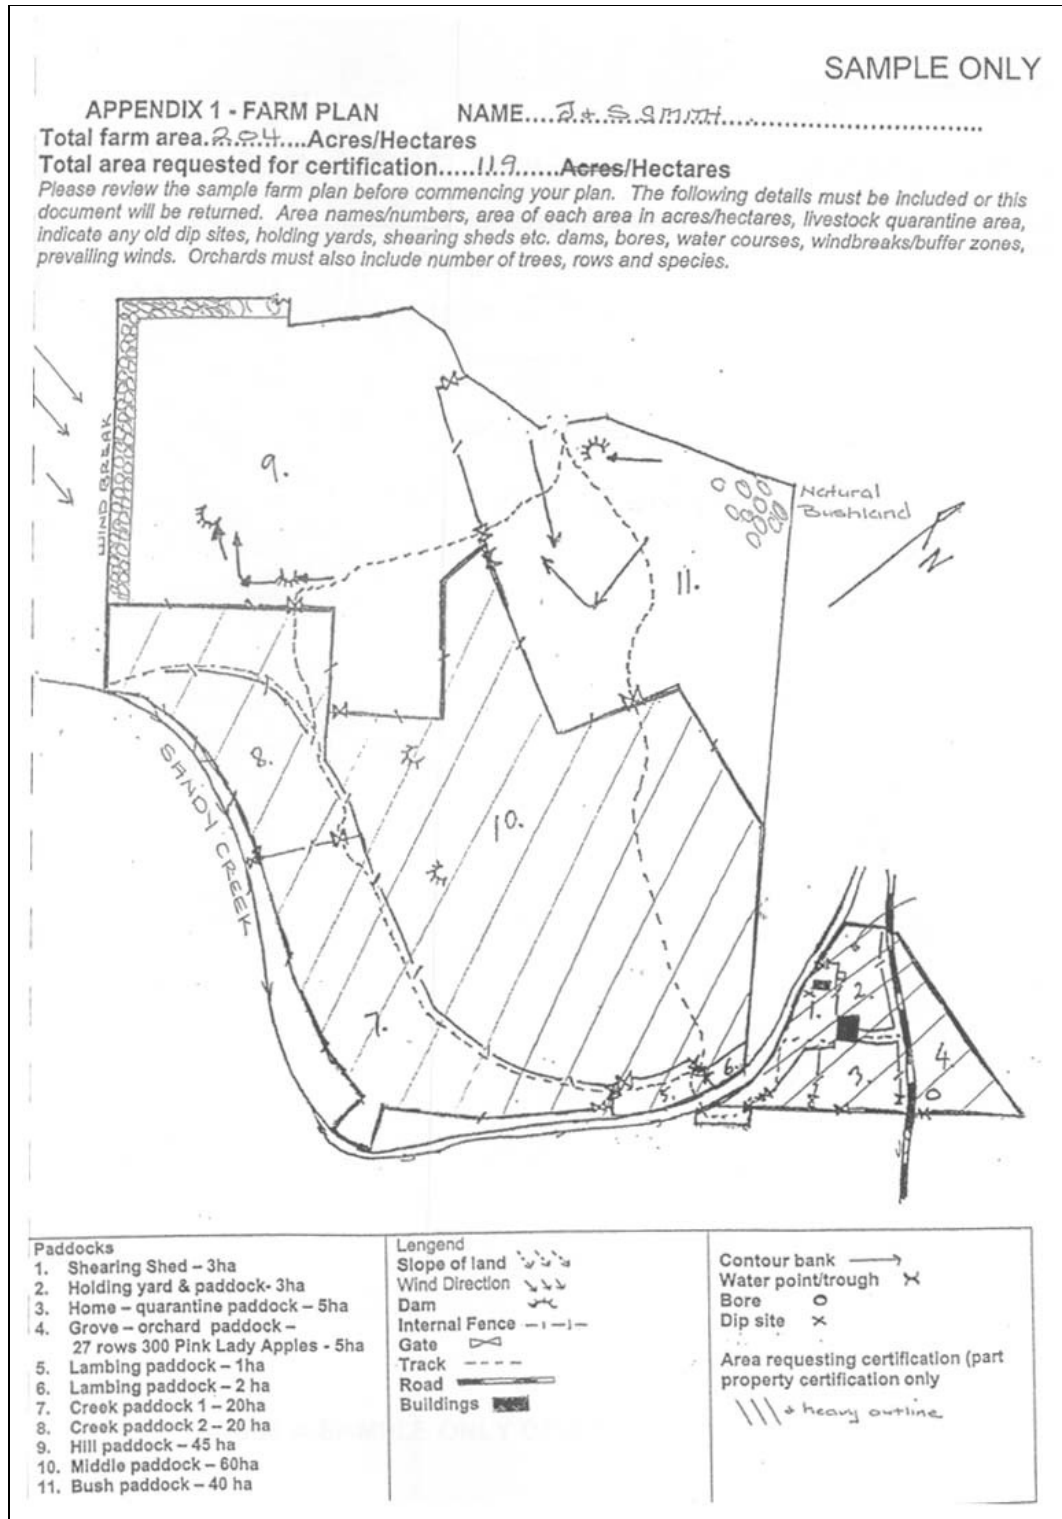 SAMPLE ONLY
APPENDIX 1 - FARM PLAN NAME....J + S SMITH..............................
Total farm area.204....Acres/Hectares
Total area requested for certification.....119......Acres/Hectares
Please review the sample farm plan before commencing your plan. The following details must be included or this
document will be returned. Area names/numbers, area of each area in acres/hectares, livestock quarantine area,
indicate any old dip sites, holding yards, shearing sheds etc. dams, bores, water courses, windbreaks/buffer zones,
prevailing winds. Orchards must also include number of trees, rows and species.
WIND BREAK
9.
Natural
Bushland
N
11.
8.
SANDY CREEK
10.
7.
1.
2.
3.
4.
5.
6.
Paddocks
1. Shearing Shed – 3ha
2. Holding yard & paddock- 3ha
3. Home – quarantine paddock – 5ha
4. Grove – orchard paddock –
27 rows 300 Pink Lady Apples - 5ha
5. Lambing paddock – 1ha
6. Lambing paddock – 2 ha
7. Creek paddock 1 – 20ha
8. Creek paddock 2 – 20 ha
9. Hill paddock – 45 ha
10. Middle paddock – 60ha
11. Bush paddock – 40 ha
Lengend
Slope of land
Wind Direction
Dam
Internal Fence
Gate
Track
Road
Buildings
Contour bank
Water point/trough
Bore
Dip site
Area requesting certification (part
property certification only
+ heavy outline